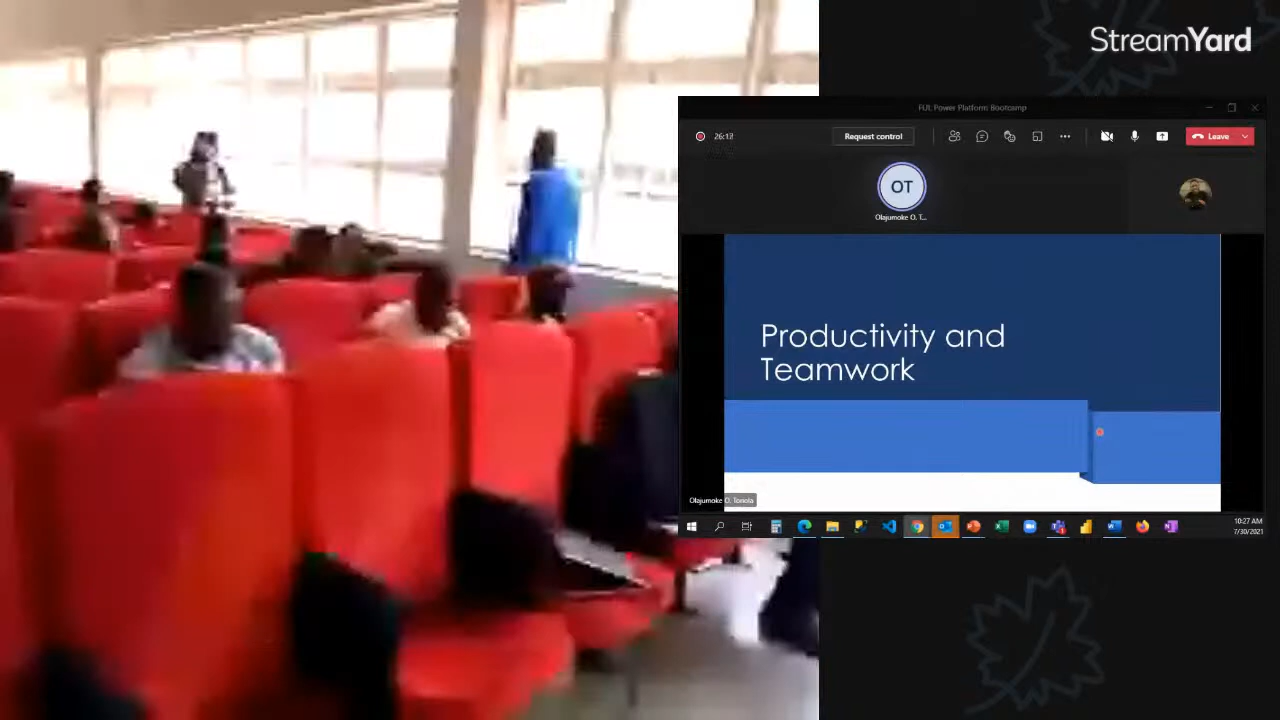 StreamYard
FUL Power Platform Bootcamp
26:12
Request control
Leave
OT
Olajumoke O. T...
Productivity and
Teamwork
Olajumoke O. Toriola
10:27 AM
7/30/2021